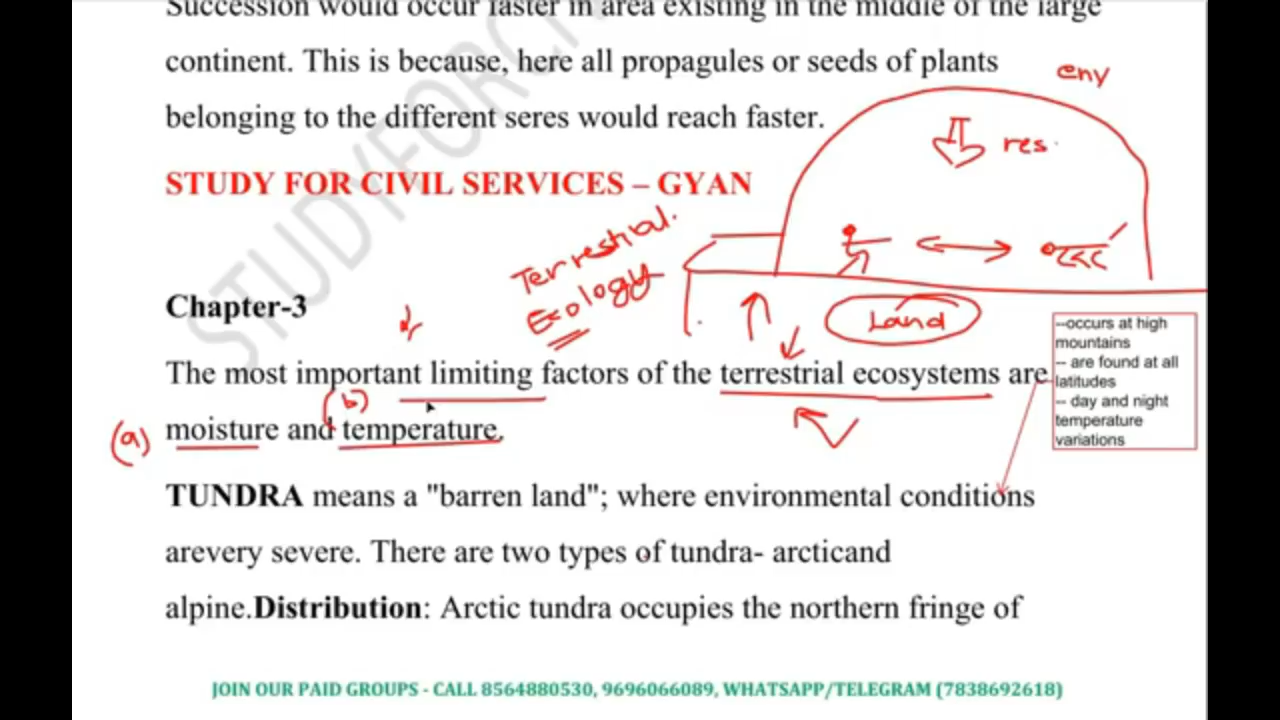 Succession would occur faster in area existing in the middle of the large
continent. This is because, here all propagules or seeds of plants
belonging to the different seres would reach faster.
env
res.
STUDY FOR CIVIL SERVICES – GYAN
Terrestrial.
Ecology
Chapter-3
Land
--occurs at high
mountains
-- are found at all
latitudes
-- day and night
temperature
variations
The most important limiting factors of the terrestrial ecosystems are
(b)
(a)
moisture and temperature.
TUNDRA means a "barren land"; where environmental conditions
arevery severe. There are two types of tundra- arcticand
alpine.Distribution: Arctic tundra occupies the northern fringe of
JOIN OUR PAID GROUPS - CALL 8564880530, 9696066089, WHATSAPP/TELEGRAM (7838692618)
STUDYFORC